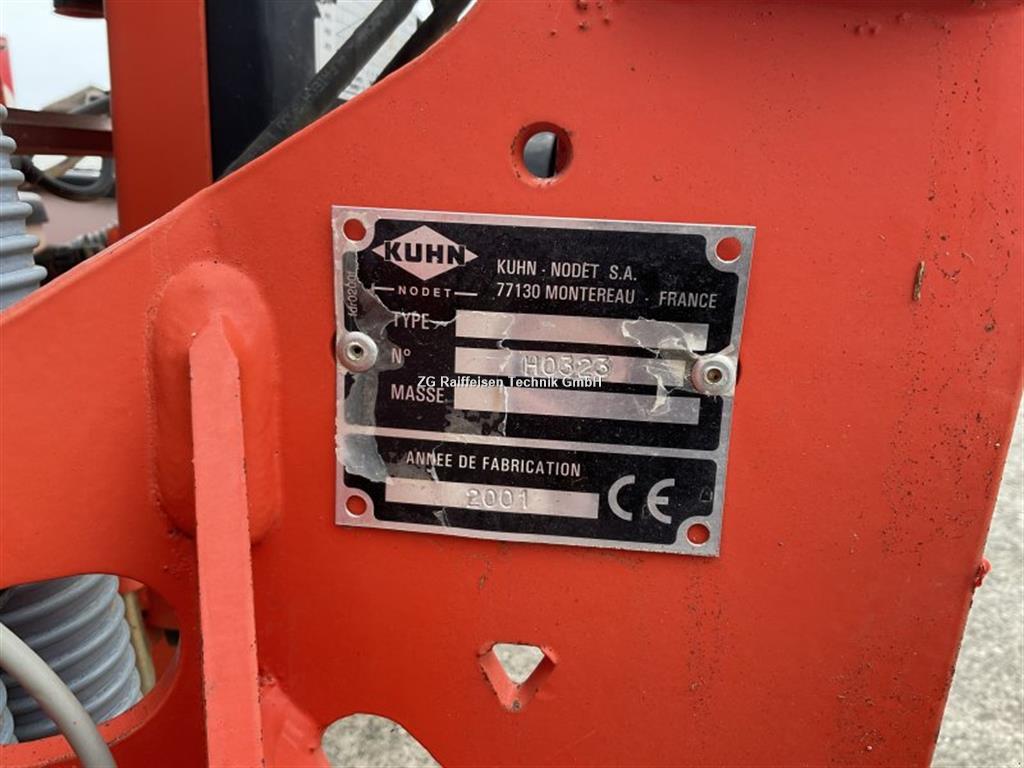 KUHN
NODET
KUHN - NODET S.A.
77130 MONTEREAU - FRANCE
TYPE
N° H0323
ZG Raiffeisen Technik GmbH
MASSE
ANNEE DE FABRICATION
2001
CE